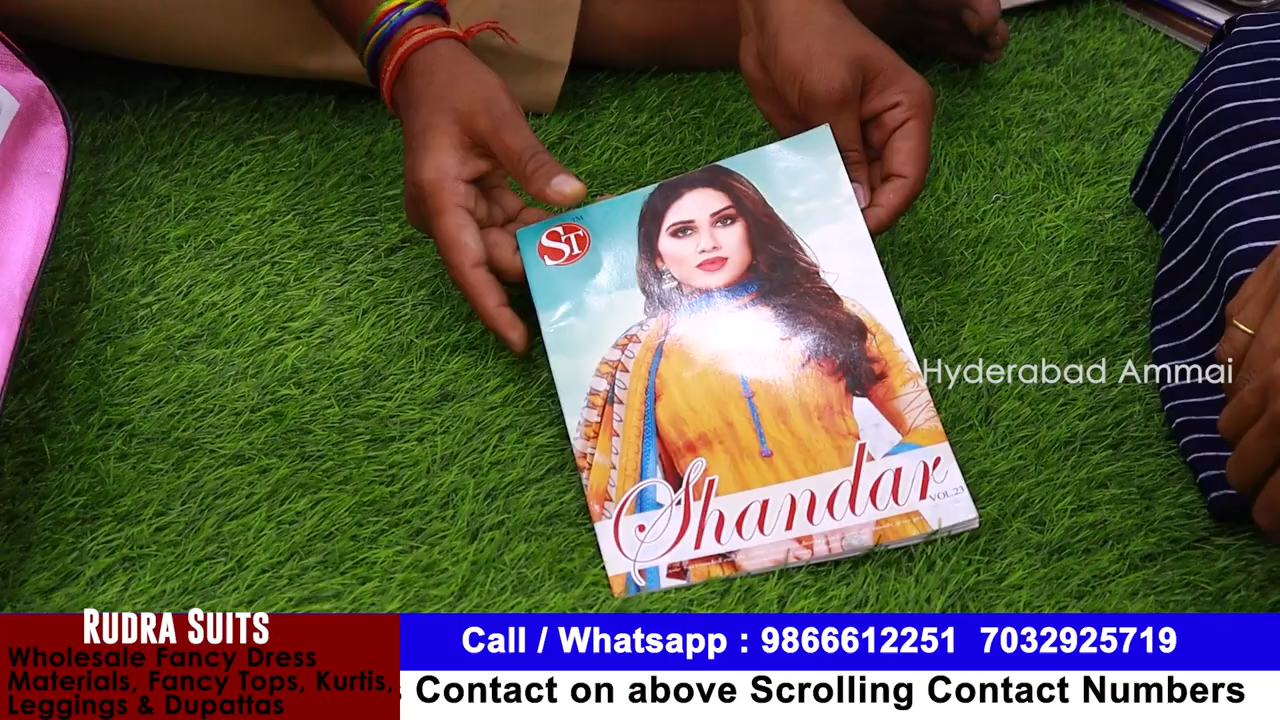 ST
TM
Shandar
VOL.23
Hyderabad Ammai
Rudra Suits
Wholesale Fancy Dress
Materials, Fancy Tops, Kurtis,
Leggings & Dupattas
Call / Whatsapp : 9866612251 7032925719
Contact on above Scrolling Contact Numbers